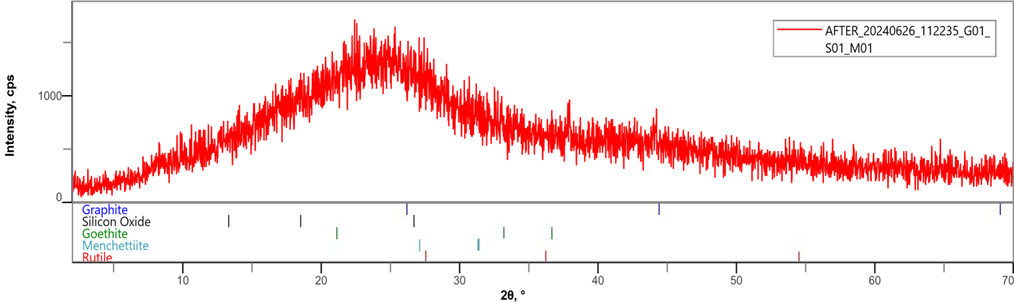 AFTER_20240626_112235_G01_
S01_M01
Intensity, cps
1000
0
Graphite
Silicon Oxide
Goethite
Menchettiite
Rutile
10 20 30 40 50 60 70
2θ, °